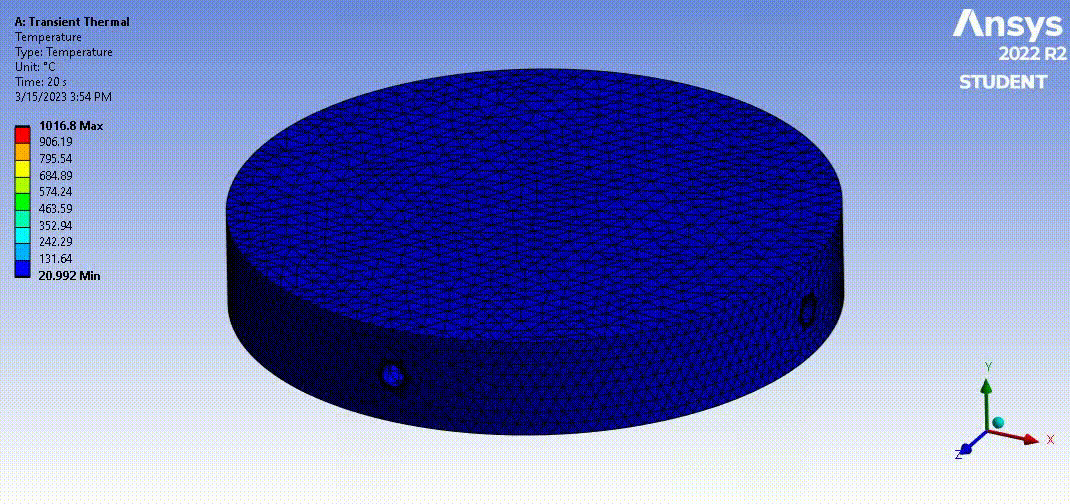 A: Transient Thermal
Temperature
Type: Temperature
Unit: °C
Time: 20 s
3/15/2023 3:54 PM
1016.8 Max
906.19
795.54
684.89
574.24
463.59
352.94
242.29
131.64
20.992 Min
Ansys
2022 R2
STUDENT
Y
X
Z